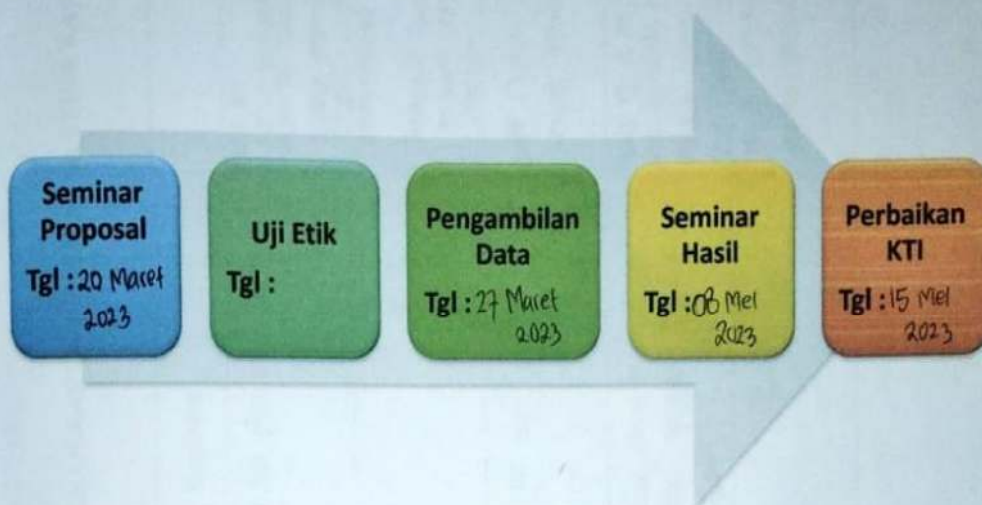 Seminar
Proposal
Tgl : 20 Maret
2023
Uji Etik
Tgl :
Pengambilan
Data
Tgl : 27 Maret
2023
Seminar
Hasil
Tgl : 08 Mei
2023
Perbaikan
KTI
Tgl : 15 Mei
2023